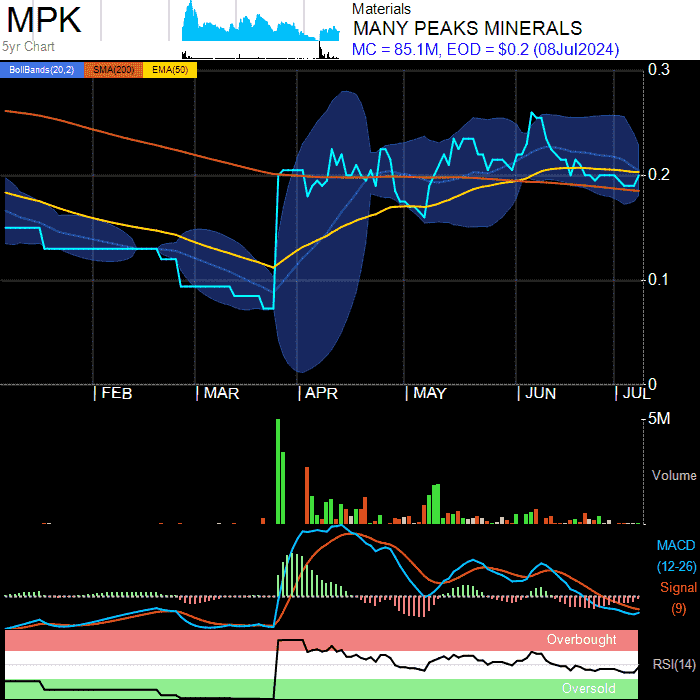 MPK
5yr Chart
Materials
MANY PEAKS MINERALS
MC = 85.1M, EOD = $0.2 (08Jul2024)
BollBands(20,2) SMA(200) EMA(50)
0.3
0.2
0.1
0
| FEB | MAR | APR | MAY | JUN | JUL
5M
Volume
MACD
(12-26)
Signal
(9)
Overbought
RSI(14)
Oversold